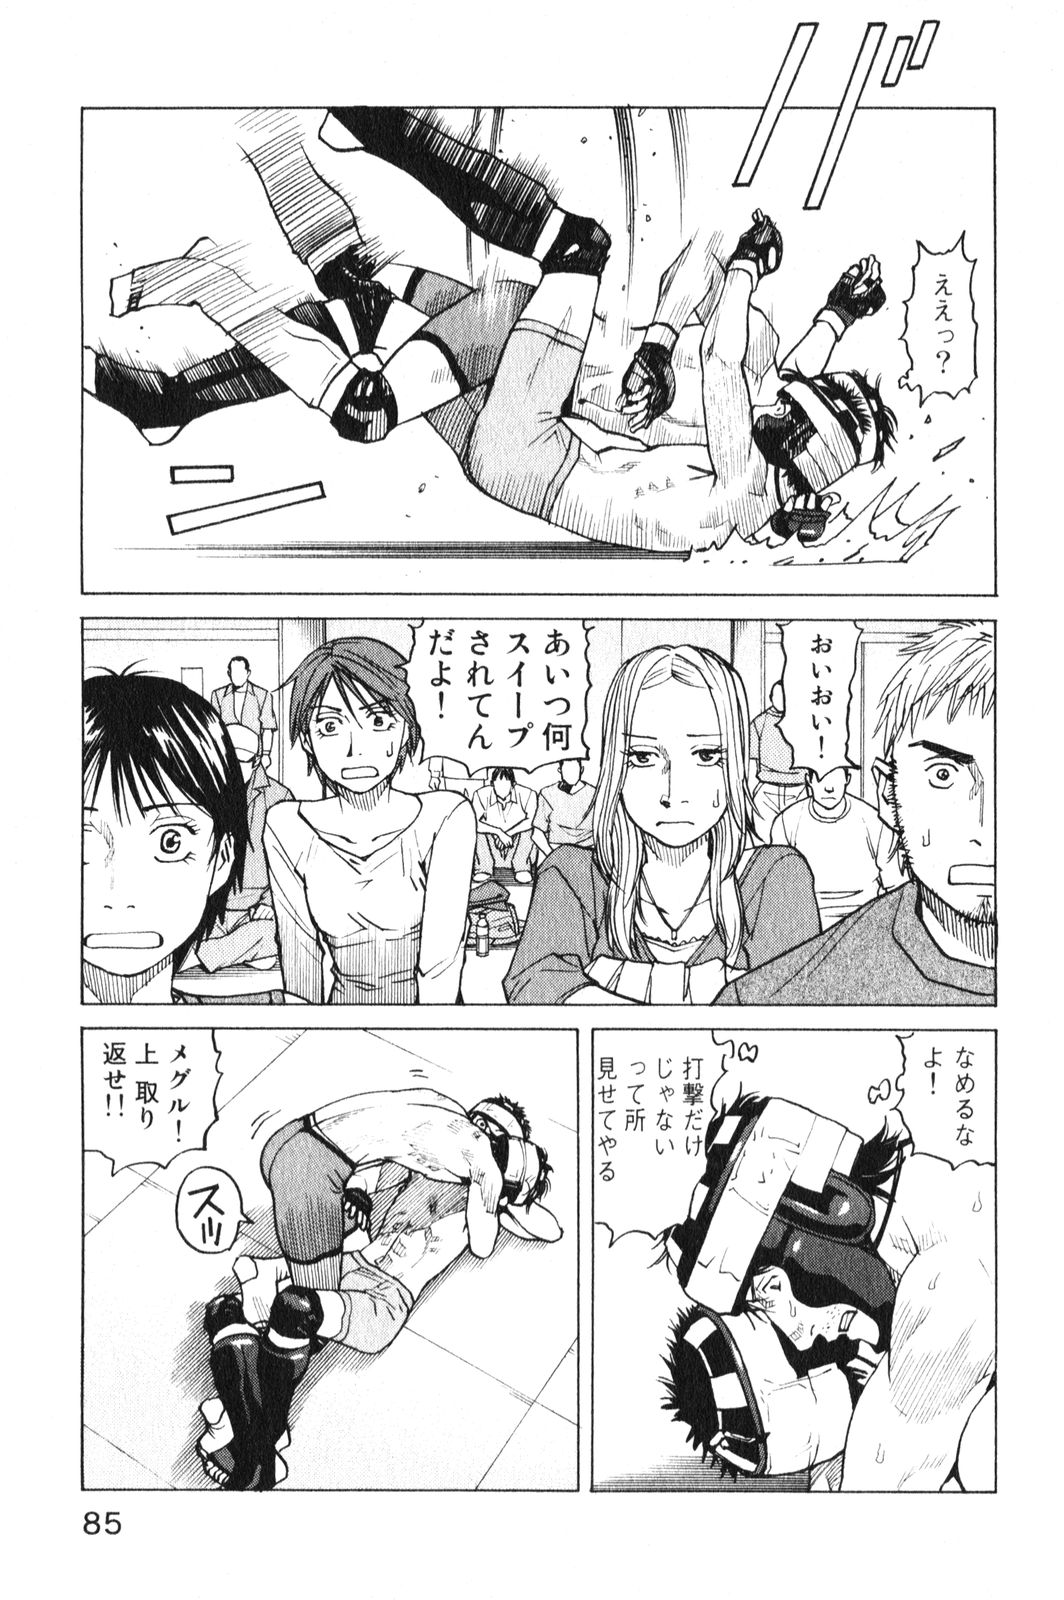 ドッ
ええっ?
おいおい!
あいつ何
スイープ
されてん
だよ!
なめるな
よ!
打撃だけ
じゃない
って所
見せてやる
メグル!
上取り
返せ!!
スッ
85